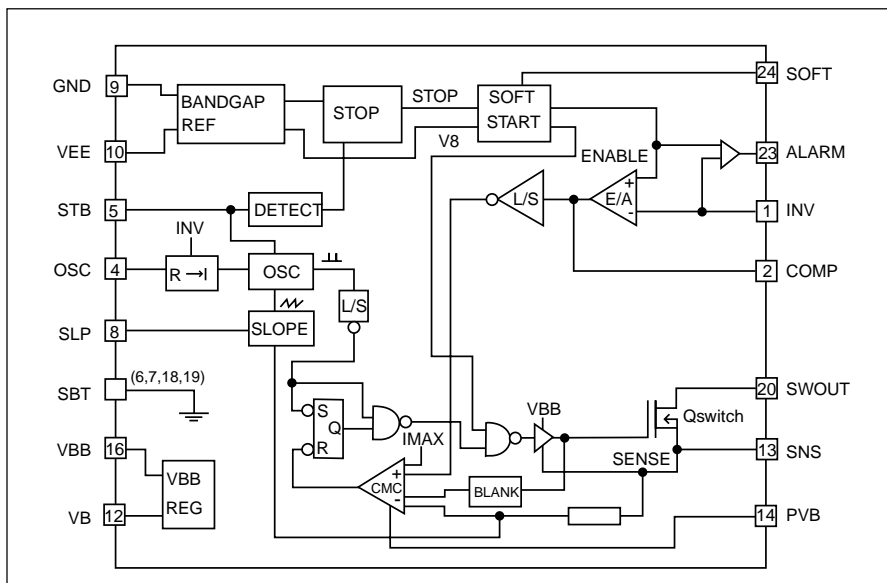 GND 9
BANDGAP
REF
STOP
STOP
SOFT
START
24 SOFT
V8
VEE 10
ENABLE
23 ALARM
STB 5
DETECT
L/S
+
E/A
-
1 INV
INV
OSC 4
R →I
OSC
2 COMP
L/S
SLP 8
SLOPE
SBT (6,7,18,19)
S
Q
R
IMAX
VBB
20 SWOUT
Qswitch
VBB 16
VBB
REG
+
CMC
-
BLANK
SENSE
13 SNS
VB 12
14 PVB